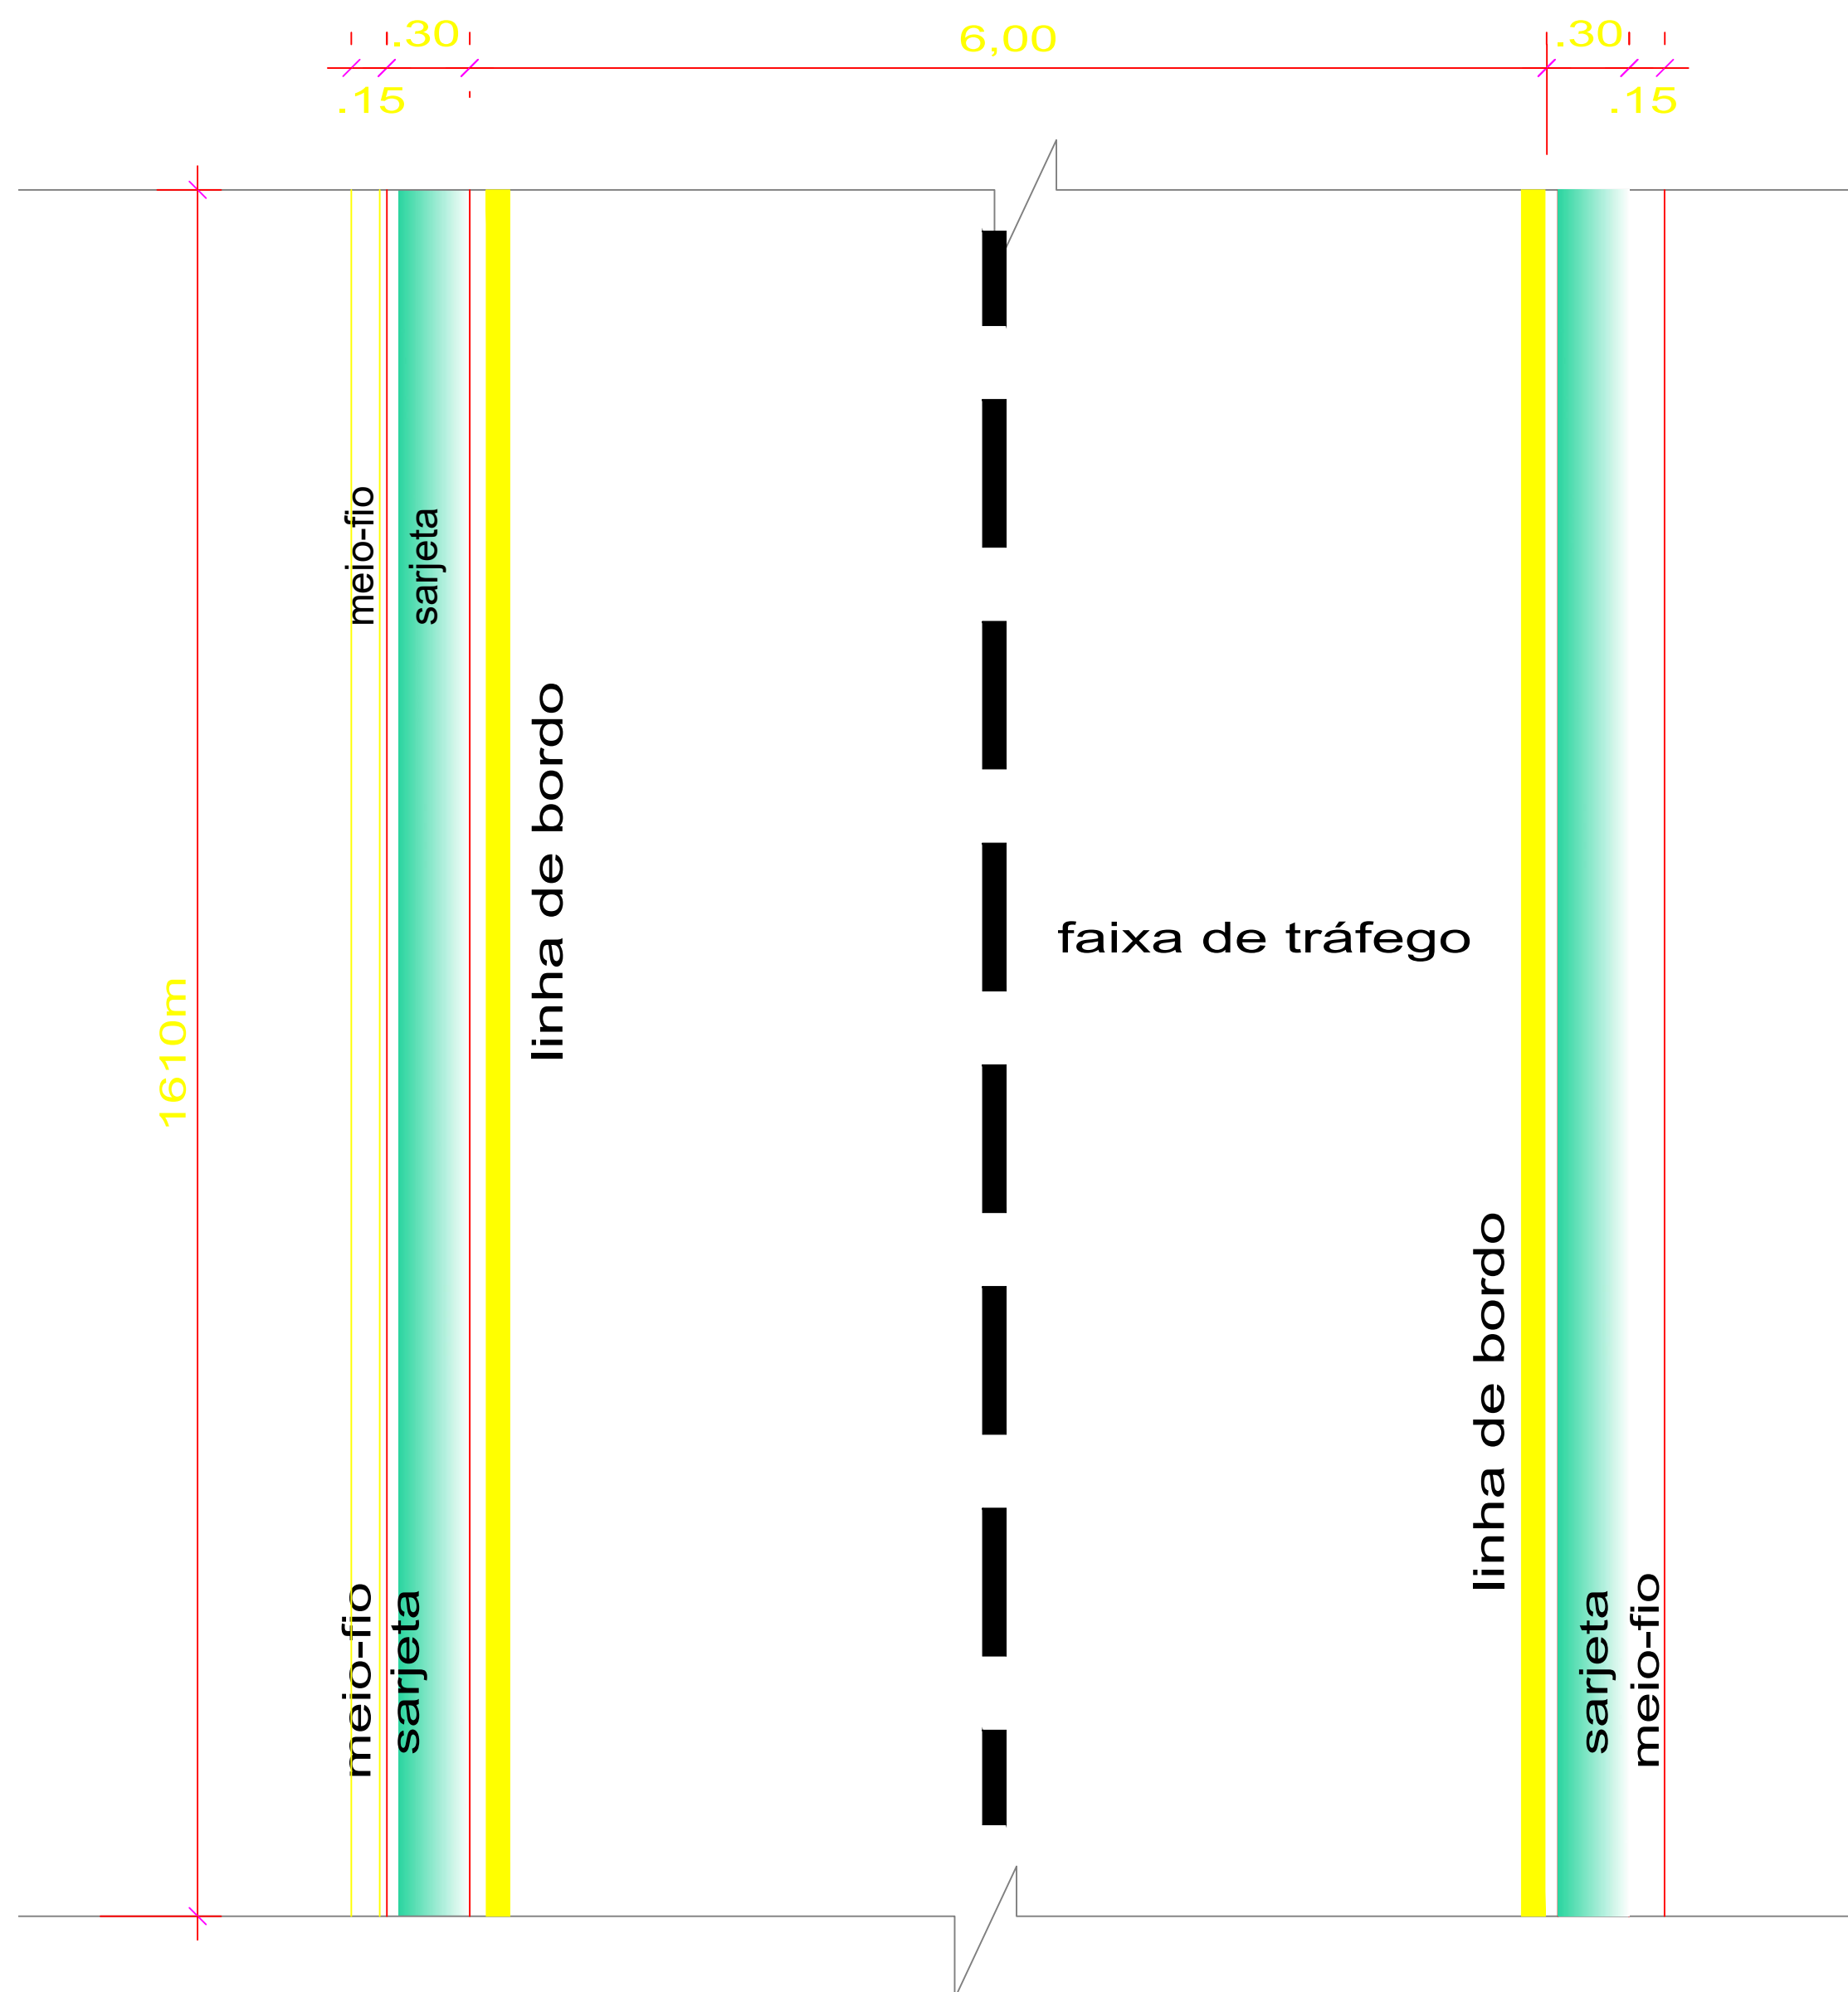 .30
6,00
.30
.15
.15
meio-fio
sarjeta
linha de bordo
faixa de tráfego
1610m
linha de bordo
meio-fio
sarjeta
sarjeta
meio-fio